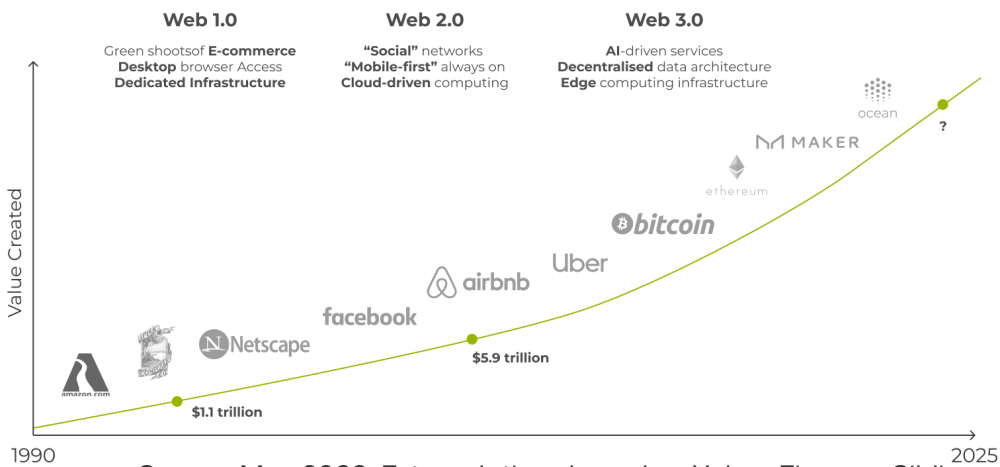 Web 1.0
Green shootsof E-commerce
Desktop browser Access
Dedicated Infrastructure
Web 2.0
“Social” networks
“Mobile-first” always on
Cloud-driven computing
Web 3.0
AI-driven services
Decentralised data architecture
Edge computing infrastructure
Value Created
amazon.com
Netscape
facebook
airbnb
Uber
bitcoin
ethereum
MAKER
ocean
$1.1 trillion
$5.9 trillion
?
1990
2025